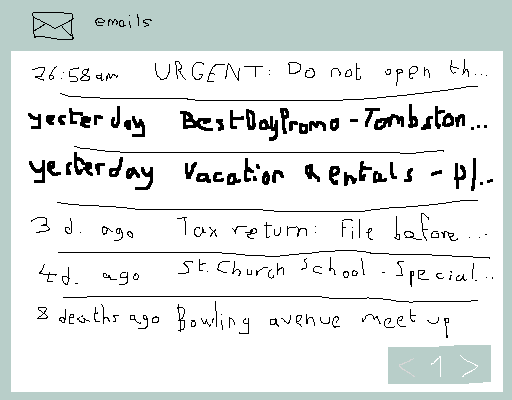 emails
26:58am URGENT: Do not open th...
yesterday BestDayPromo - Tombston...
yesterday Vacation Rentals - pl...
3 d. ago Tax return: File before ...
4d. ago St. Church School - Special...
8 deaths ago Bowling avenue meet up
< 1 >